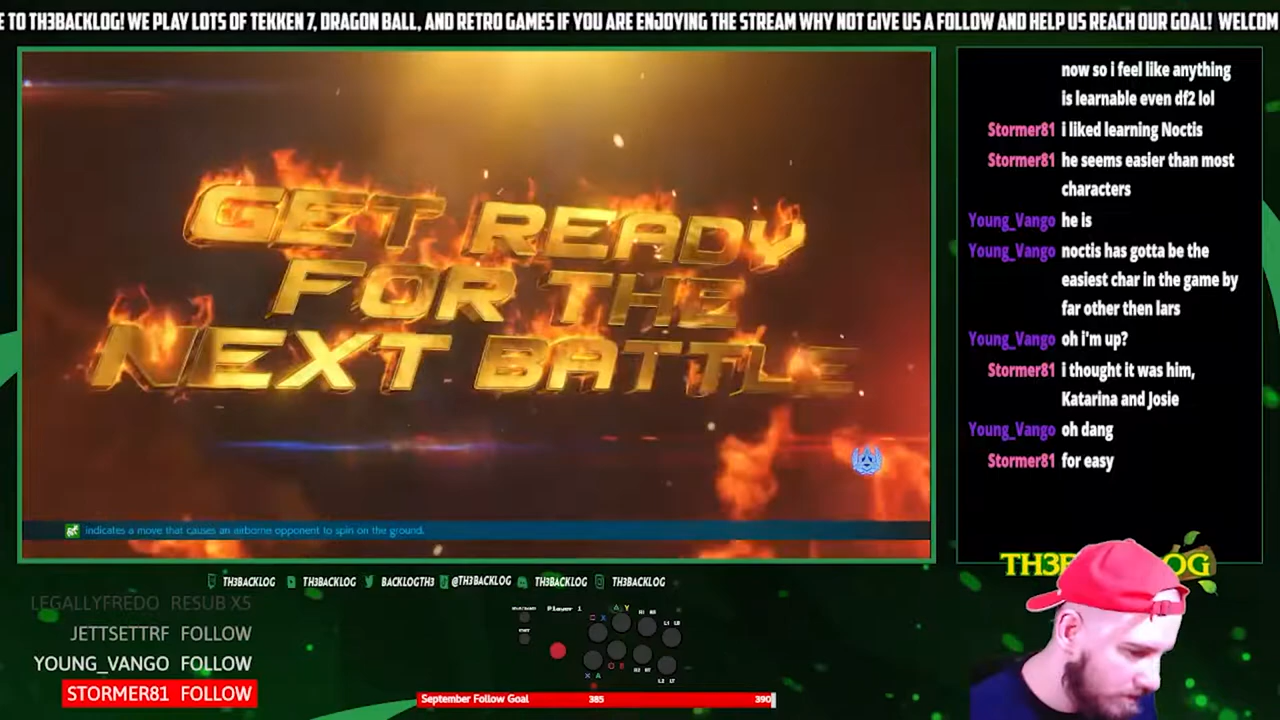 E TO TH3BACKLOG! WE PLAY LOTS OF TEKKEN 7, DRAGON BALL, AND RETRO GAMES IF YOU ARE ENJOYING THE STREAM WHY NOT GIVE US A FOLLOW AND HELP US REACH OUR GOAL! WELCOM
GET READY
FOR THE
NEXT BATTLE
indicates a move that causes an airborne opponent to spin on the ground.
now so i feel like anything
is learnable even df2 lol
Stormer81 i liked learning Noctis
Stormer81 he seems easier than most
characters
Young_Vango he is
Young_Vango noctis has gotta be the
easiest char in the game by
far other then lars
Young_Vango oh i'm up?
Stormer81 i thought it was him,
Katarina and Josie
Young_Vango oh dang
Stormer81 for easy
TH3B OG
TH3BACKLOG TH3BACKLOG BACKLOGTH3 @TH3BACKLOG TH3BACKLOG TH3BACKLOG
LEGALLYFREDO RESUB X5
JETTSETTRF FOLLOW
YOUNG_VANGO FOLLOW
STORMER81 FOLLOW
Player 1
September Follow Goal 385 390